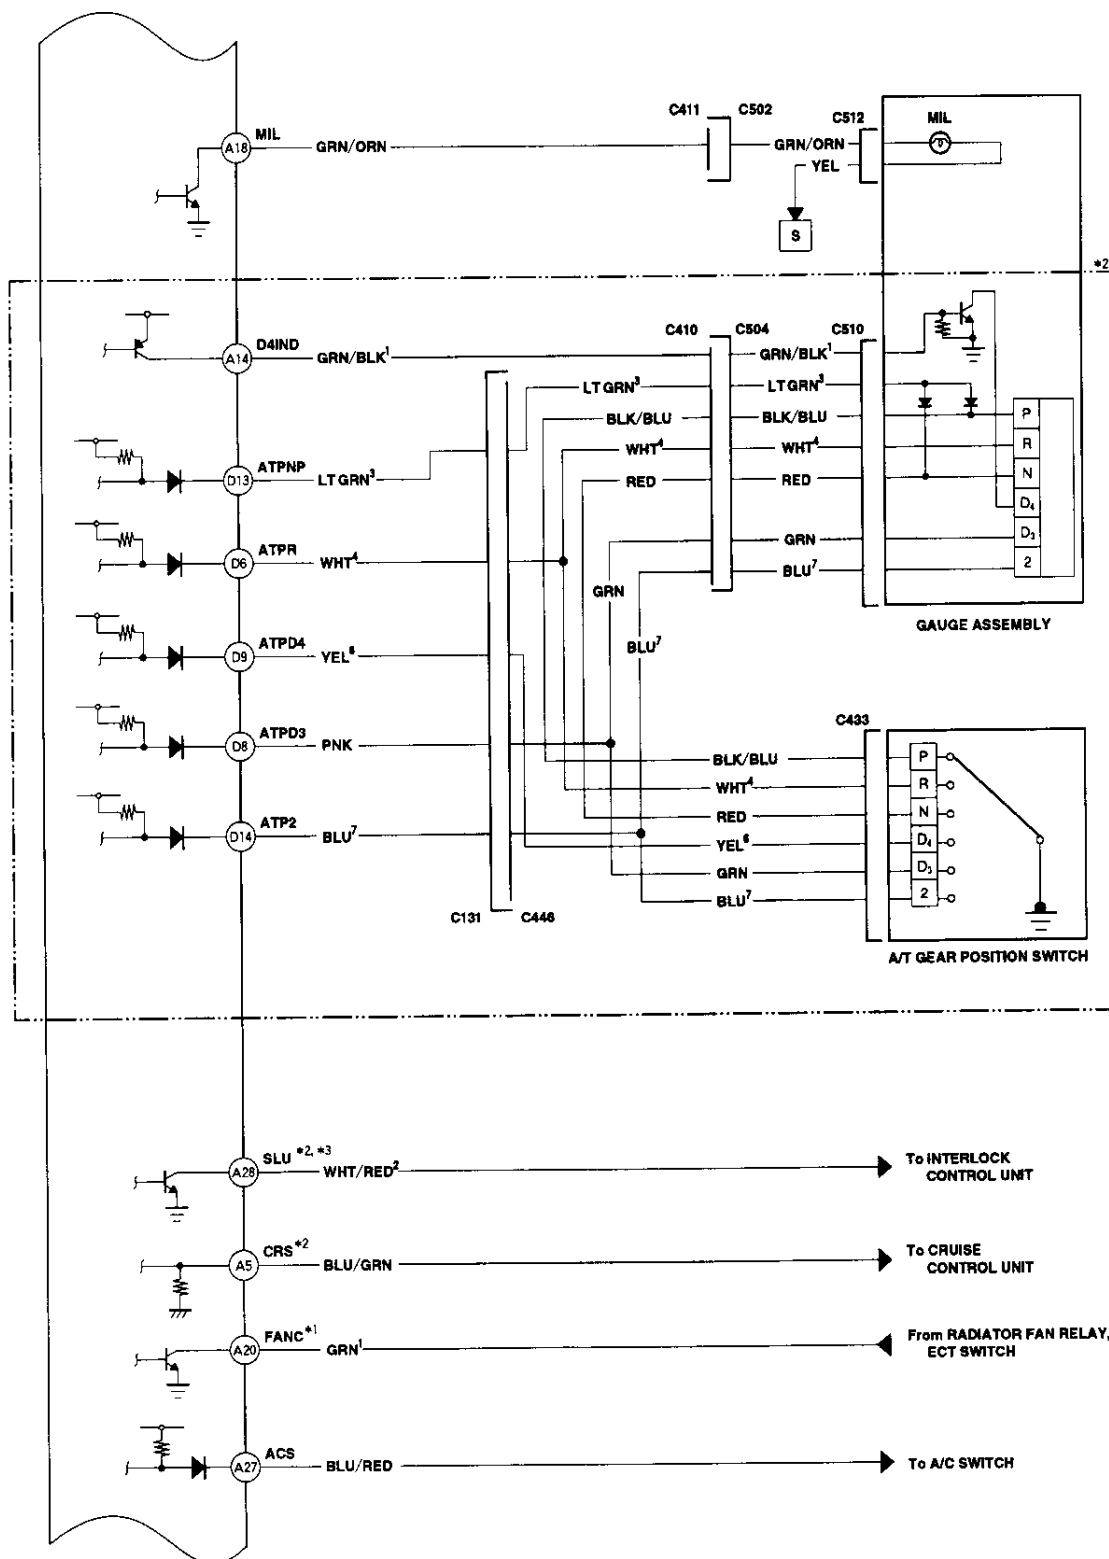 C411 C502
C512
MIL
A18 MIL
GRN/ORN
GRN/ORN
YEL
S
*2
C410 C504 C510
A14 D4IND
GRN/BLK¹
GRN/BLK¹
LT GRN³
LT GRN³
BLK/BLU
BLK/BLU
P
WHT⁴
WHT⁴
R
RED
RED
N
D₄
GRN
D₃
BLU⁷
2
GRN
BLU⁷
GAUGE ASSEMBLY
D13 ATPNP
LT GRN³
D6 ATPR
WHT⁴
D9 ATPD4
YEL⁶
D8 ATPD3
PNK
D14 ATP2
BLU⁷
C131 C446
C433
BLK/BLU
P
WHT⁴
R
RED
N
YEL⁶
D₄
GRN
D₃
BLU⁷
2
A/T GEAR POSITION SWITCH
A28 SLU *2, *3
WHT/RED²
To INTERLOCK
CONTROL UNIT
A5 CRS *2
BLU/GRN
To CRUISE
CONTROL UNIT
A20 FANC *1
GRN¹
From RADIATOR FAN RELAY,
ECT SWITCH
A27 ACS
BLU/RED
To A/C SWITCH